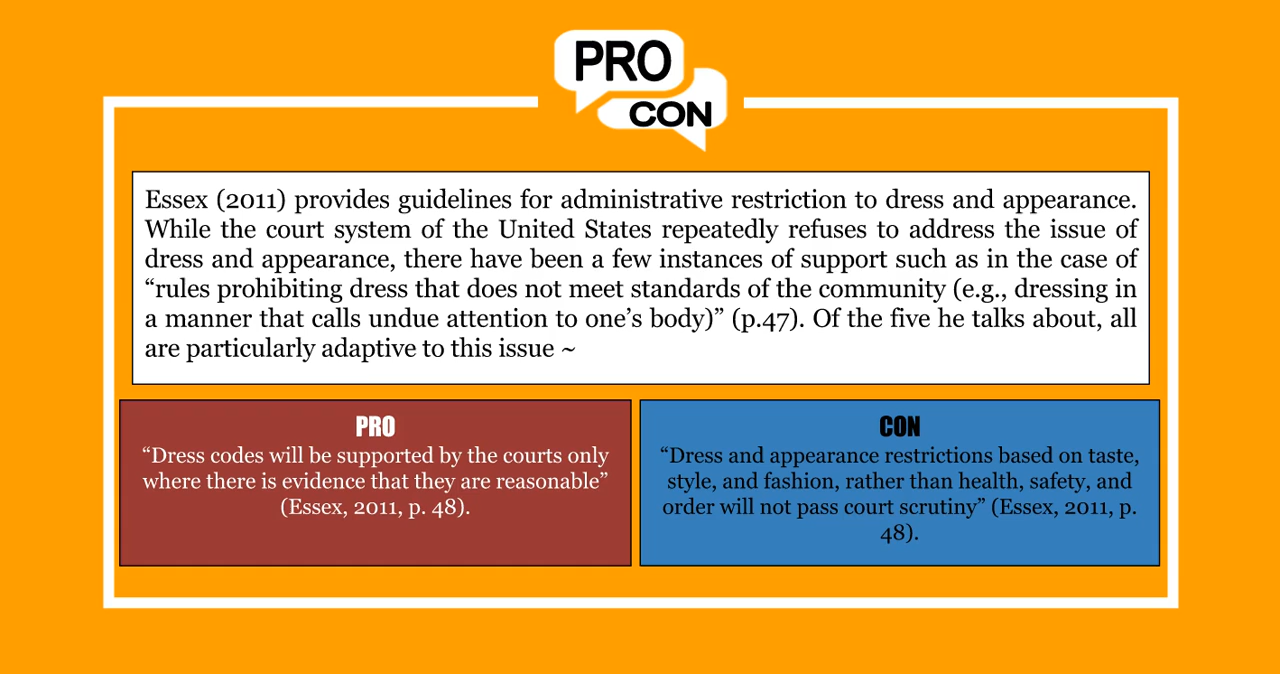 PRO
CON
Essex (2011) provides guidelines for administrative restriction to dress and appearance.
While the court system of the United States repeatedly refuses to address the issue of
dress and appearance, there have been a few instances of support such as in the case of
“rules prohibiting dress that does not meet standards of the community (e.g., dressing in
a manner that calls undue attention to one’s body)” (p.47). Of the five he talks about, all
are particularly adaptive to this issue ~
PRO
“Dress codes will be supported by the courts only
where there is evidence that they are reasonable”
(Essex, 2011, p. 48).
CON
“Dress and appearance restrictions based on taste,
style, and fashion, rather than health, safety, and
order will not pass court scrutiny” (Essex, 2011, p.
48).